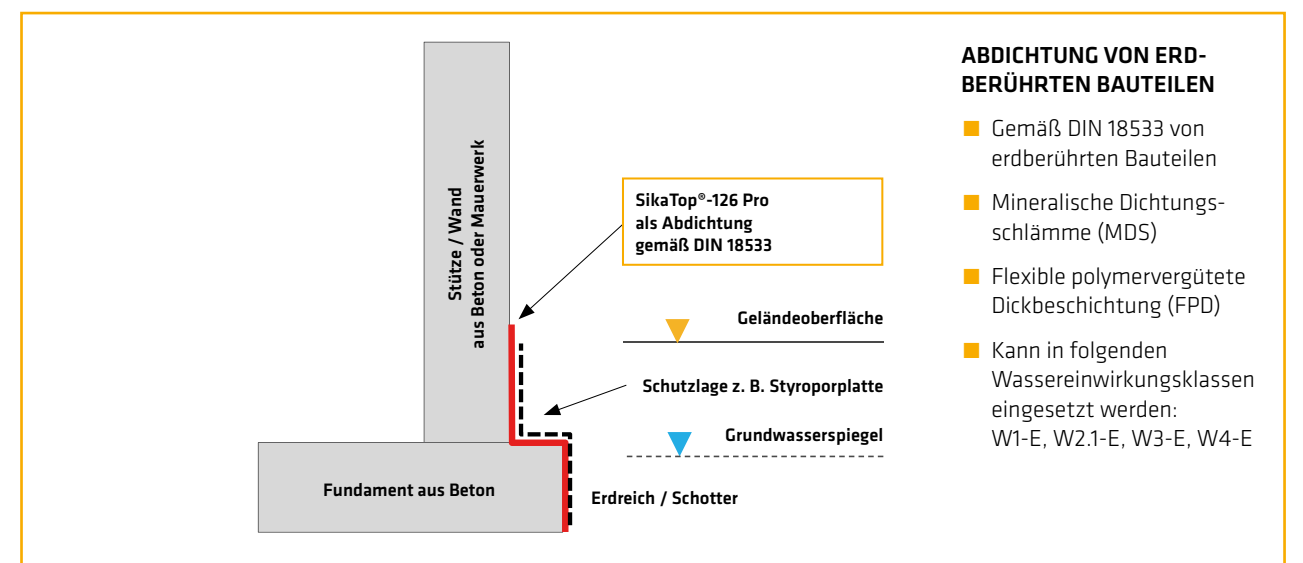 Stütze / Wand
aus Beton oder Mauerwerk
SikaTop®-126 Pro
als Abdichtung
gemäß DIN 18533
Geländeoberfläche
Schutzlage z. B. Styroporplatte
Grundwasserspiegel
Fundament aus Beton
Erdreich / Schotter
ABDICHTUNG VON ERD-
BERÜHRTEN BAUTEILEN
Gemäß DIN 18533 von
erdberührten Bauteilen
Mineralische Dichtungs-
schlämme (MDS)
Flexible polymervergütete
Dickbeschichtung (FPD)
Kann in folgenden
Wassereinwirkungsklassen
eingesetzt werden:
W1-E, W2.1-E, W3-E, W4-E